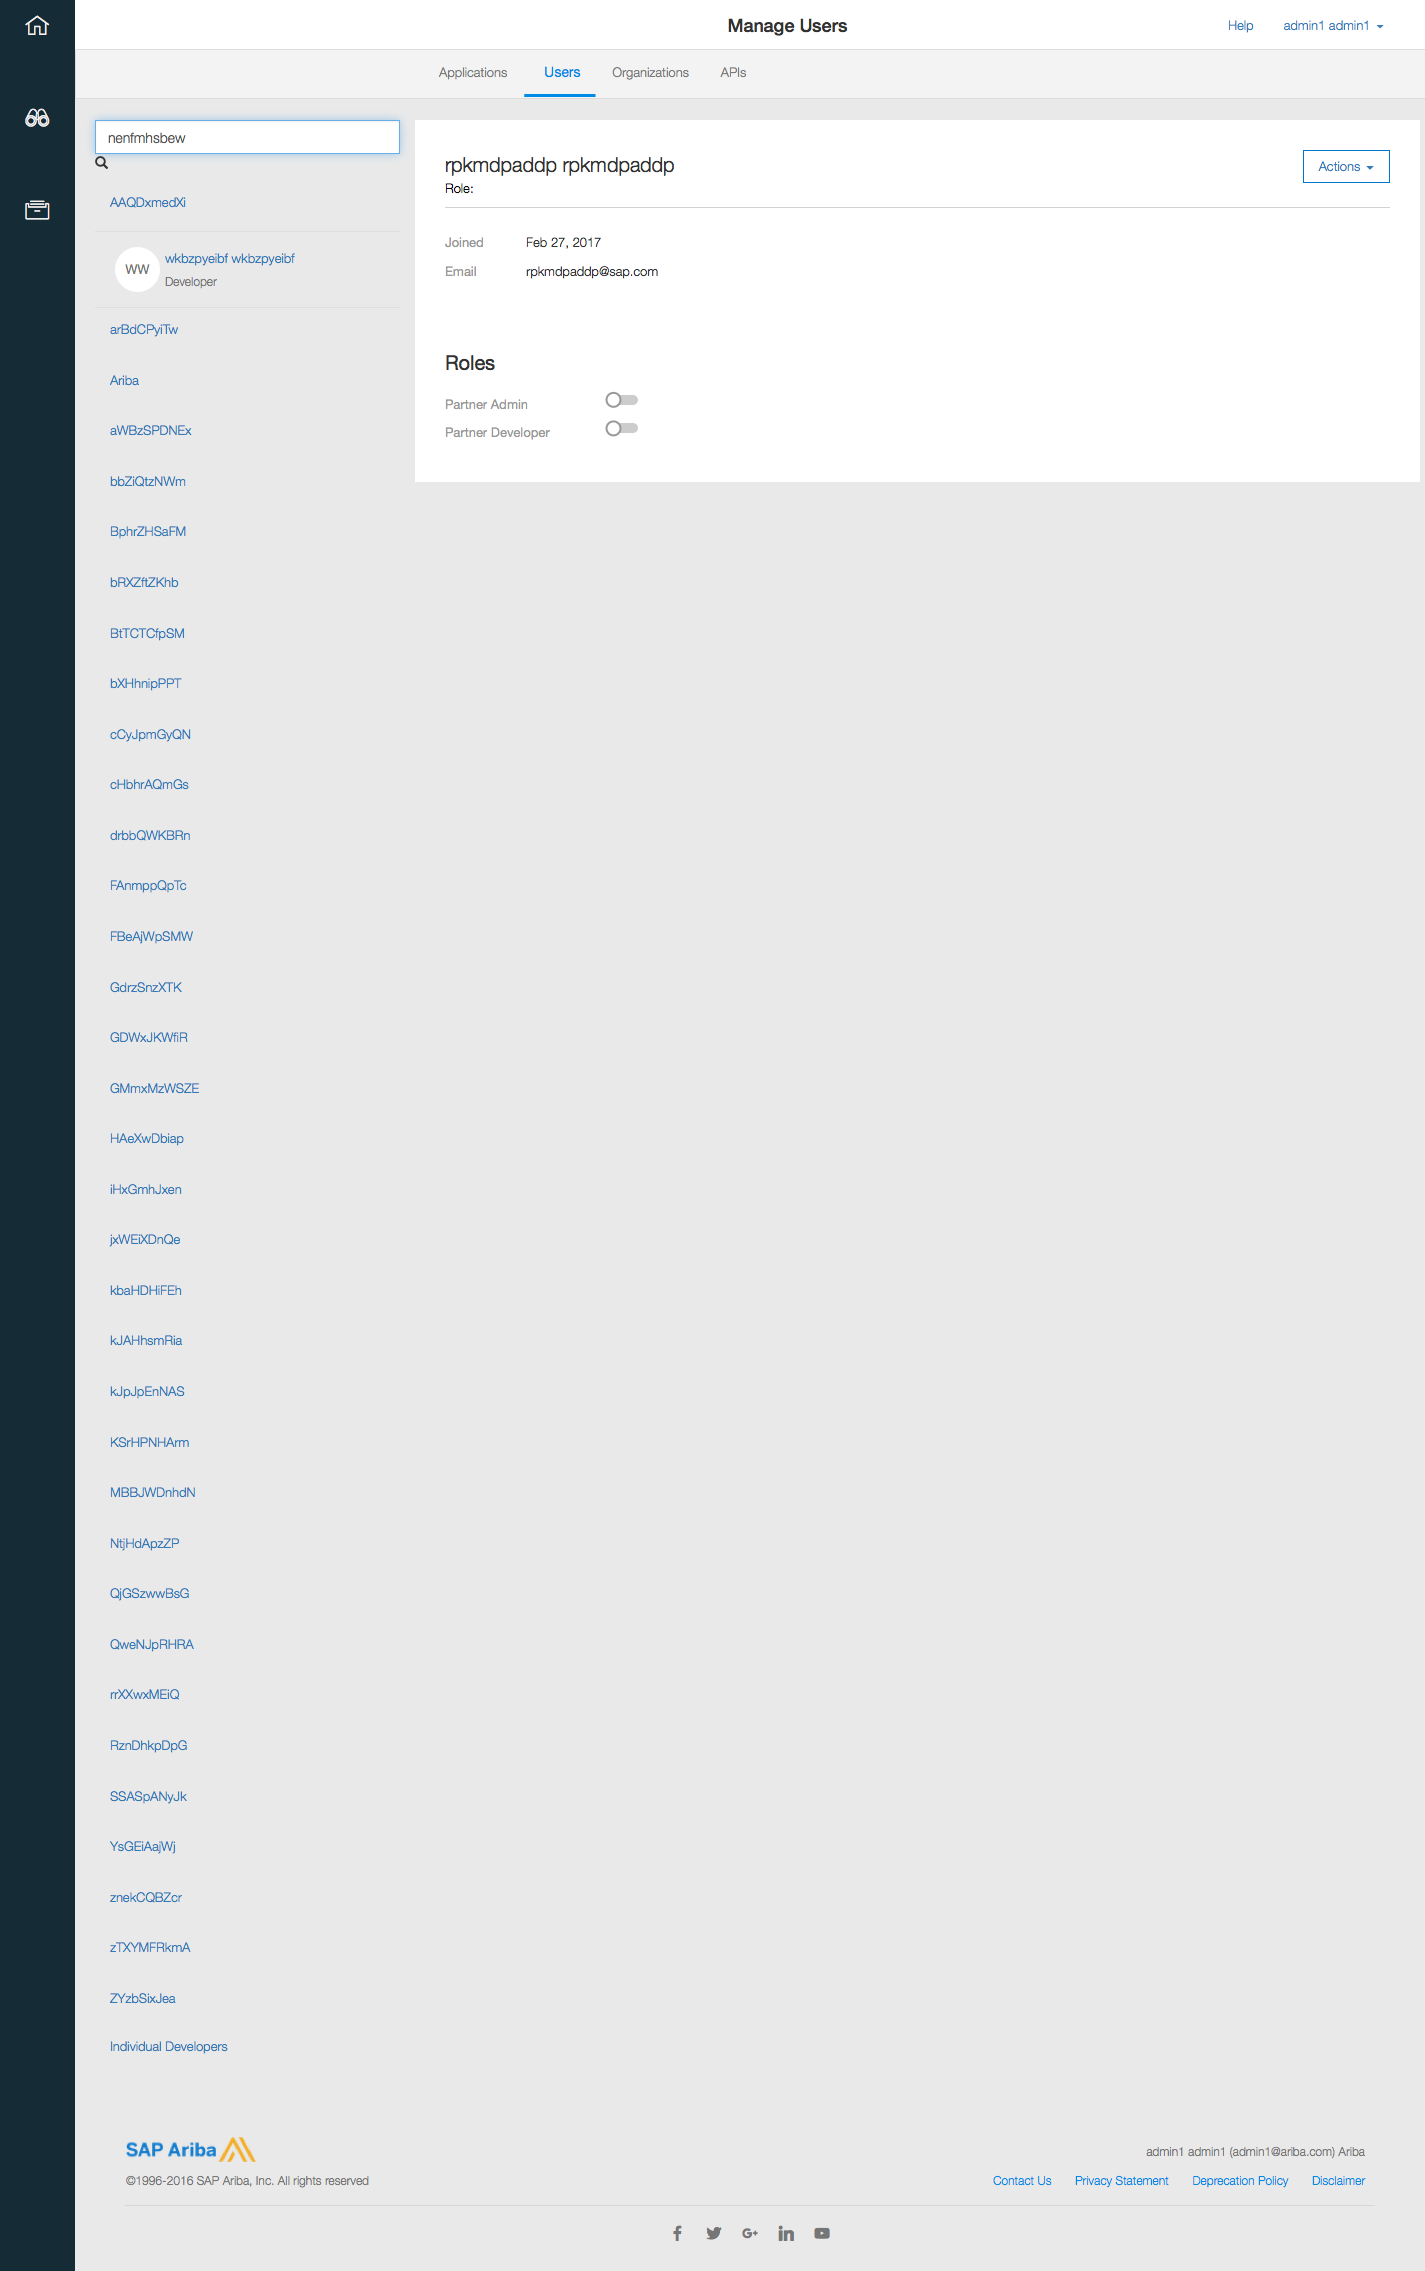 Manage Users
Help
admin1 admin1
Applications
Users
Organizations
APIs
nenfmhsbew
AAQDxmedXi
WW
wkbzpyeibf wkbzpyeibf
Developer
arBdCPyiTw
Ariba
aWBzSPDNEx
bbZiQtzNWm
BphrZHSaFM
bRXZftZKhb
BtTCTCfpSM
bXHhnipPPT
cCyJpmGyQN
cHbhrAQmGs
drbbQWKBRn
FAnmppQpTc
FBeAjWpSMW
GdrzSnzXTK
GDWxJKWfiR
GMmxMzWSZE
HAeXwDbiap
iHxGmhJxen
jxWEiXDnQe
kbaHDHiFEh
kJAHhsmRia
kJpJpEnNAS
KSrHPNHArm
MBBJWDnhdN
NtjHdApzZP
QjGSzwwBsG
QweNJpRHRA
rrXXwxMEiQ
RznDhkpDpG
SSASpANyJk
YsGEiAajWj
znekCQBZcr
zTXYMFRkmA
ZYzbSixJea
Individual Developers
rpkmdpaddp rpkmdpaddp
Role:
Actions
Joined Feb 27, 2017
Email rpkmdpaddp@sap.com
Roles
Partner Admin
Partner Developer
SAP Ariba
©1996-2016 SAP Ariba, Inc. All rights reserved
admin1 admin1 (admin1@ariba.com) Ariba
Contact Us Privacy Statement Deprecation Policy Disclaimer